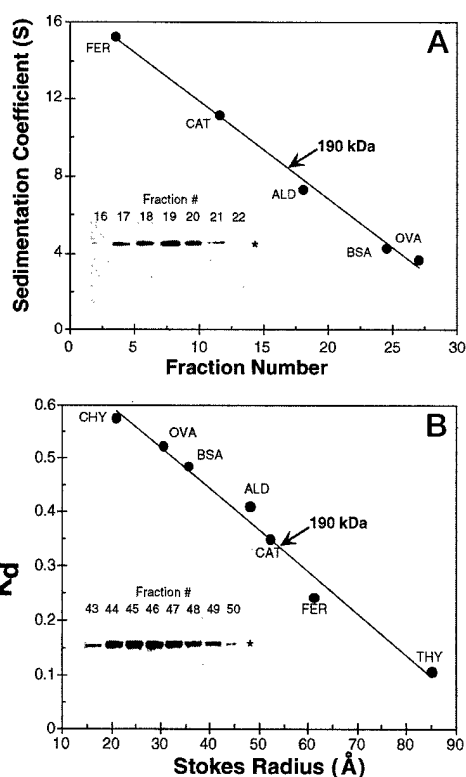 A
Sedimentation Coefficient (S)
16
12
8
4
0
FER
CAT
190 kDa
ALD
BSA
OVA
Fraction #
16 17 18 19 20 21 22
*
0 5 10 15 20 25 30
Fraction Number
B
Kd
0.6
0.5
0.4
0.3
0.2
0.1
0
CHY
OVA
BSA
ALD
190 kDa
CAT
FER
THY
Fraction #
43 44 45 46 47 48 49 50
*
10 20 30 40 50 60 70 80 90
Stokes Radius (Å)